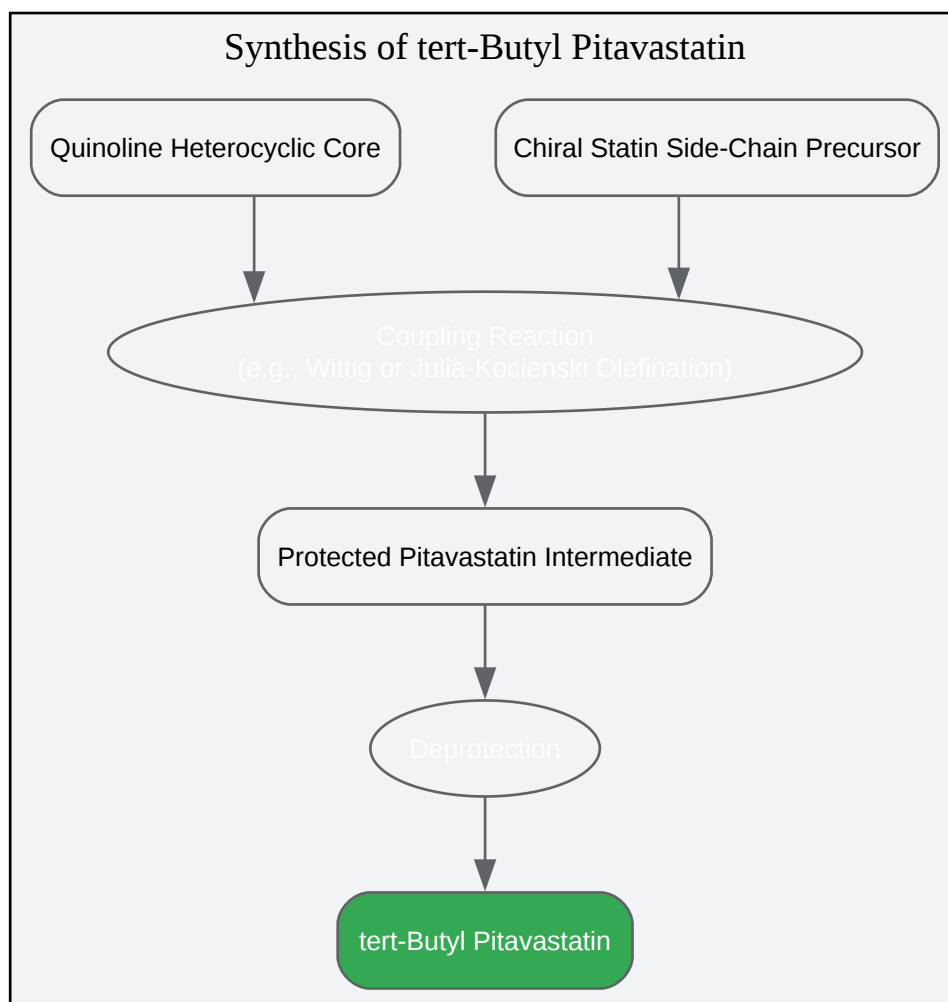 Synthesis of tert-Butyl Pitavastatin
Quinoline Heterocyclic Core
Chiral Statin Side-Chain Precursor
Coupling Reaction
(e.g., Wittig or Julia-Kocienski Olefination)
Protected Pitavastatin Intermediate
Deprotection
tert-Butyl Pitavastatin